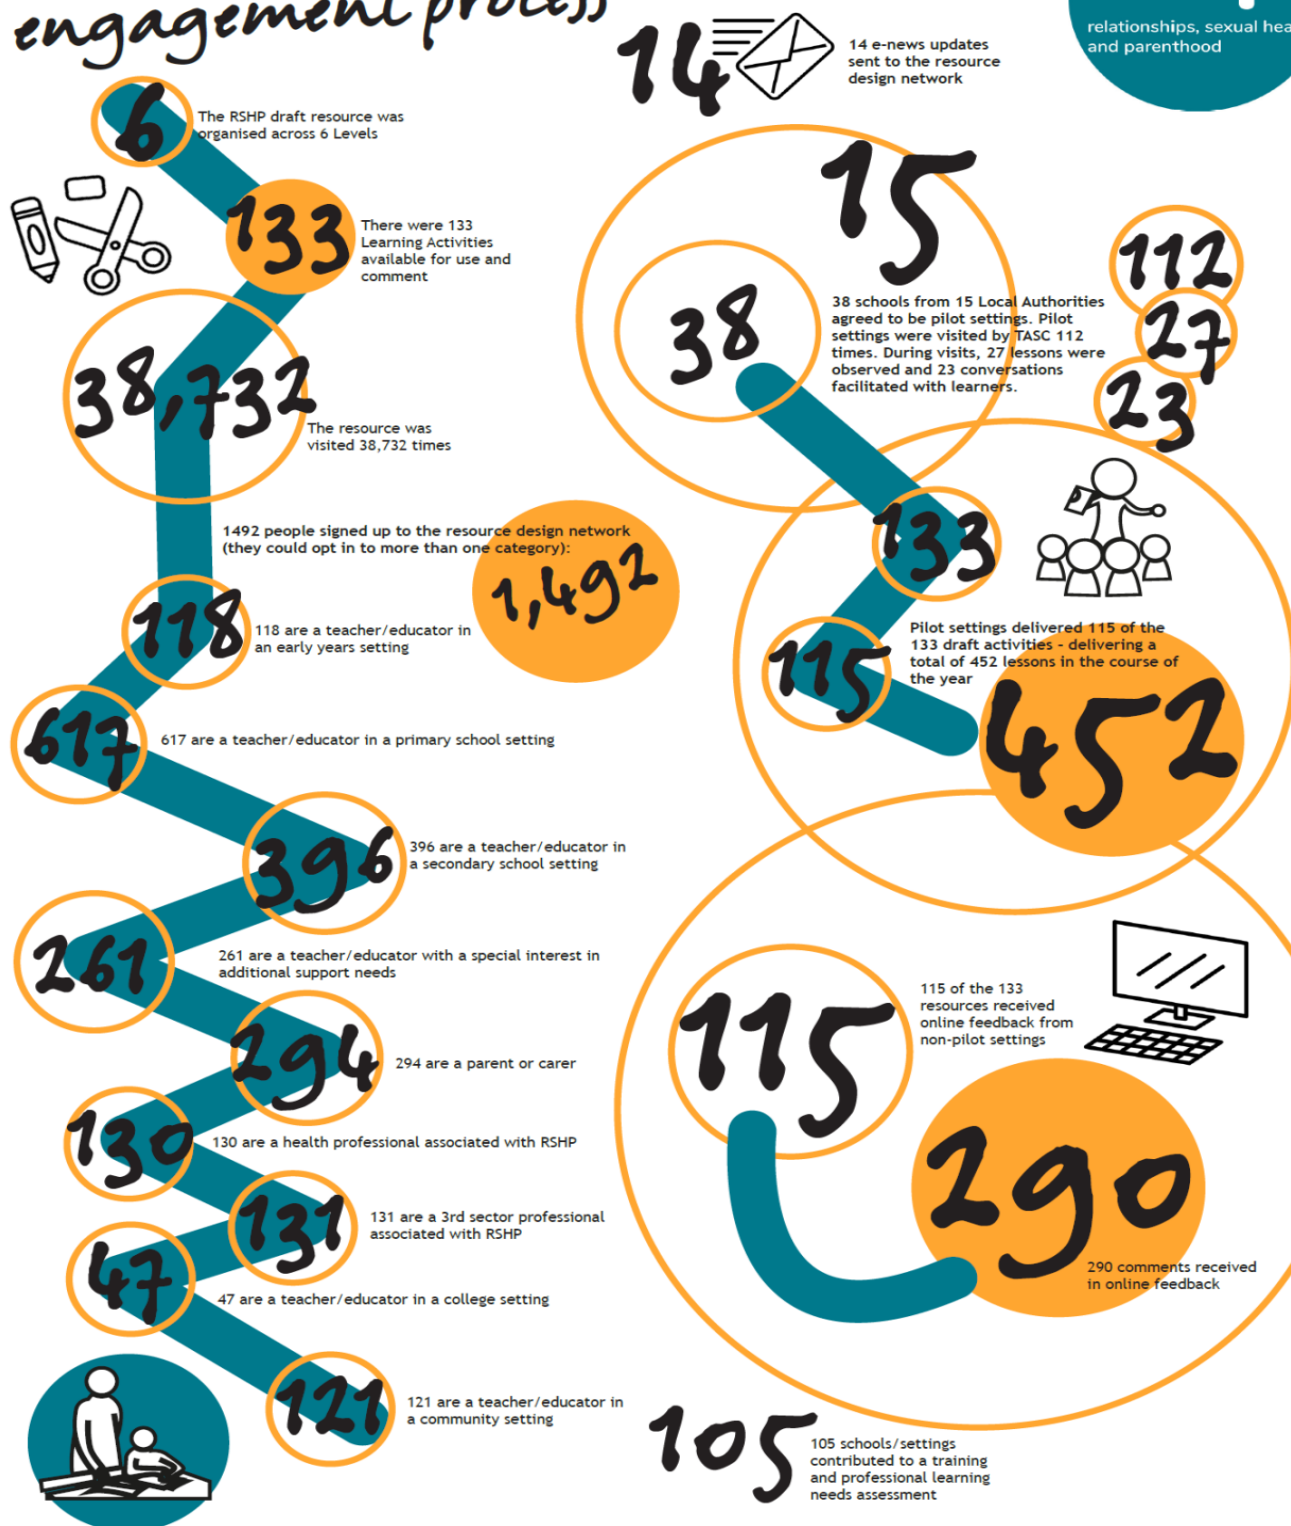 engagement process
relationships, sexual hea
and parenthood
6
The RSHP draft resource was
organised across 6 Levels
133
There were 133
Learning Activities
available for use and
comment
38,732
The resource was
visited 38,732 times
1492 people signed up to the resource design network
(they could opt in to more than one category):
1,492
118
118 are a teacher/educator in
an early years setting
617
617 are a teacher/educator in a primary school setting
396
396 are a teacher/educator in
a secondary school setting
261
261 are a teacher/educator with a special interest in
additional support needs
294
294 are a parent or carer
130
130 are a health professional associated with RSHP
131
131 are a 3rd sector professional
associated with RSHP
47
47 are a teacher/educator in a college setting
121
121 are a teacher/educator in
a community setting
14
14 e-news updates
sent to the resource
design network
15
38
38 schools from 15 Local Authorities
agreed to be pilot settings. Pilot
settings were visited by TASC 112
times. During visits, 27 lessons were
observed and 23 conversations
facilitated with learners.
112
27
23
133
115
Pilot settings delivered 115 of the
133 draft activities - delivering a
total of 452 lessons in the course of
the year
452
115
115 of the 133
resources received
online feedback from
non-pilot settings
290
290 comments received
in online feedback
105
105 schools/settings
contributed to a training
and professional learning
needs assessment